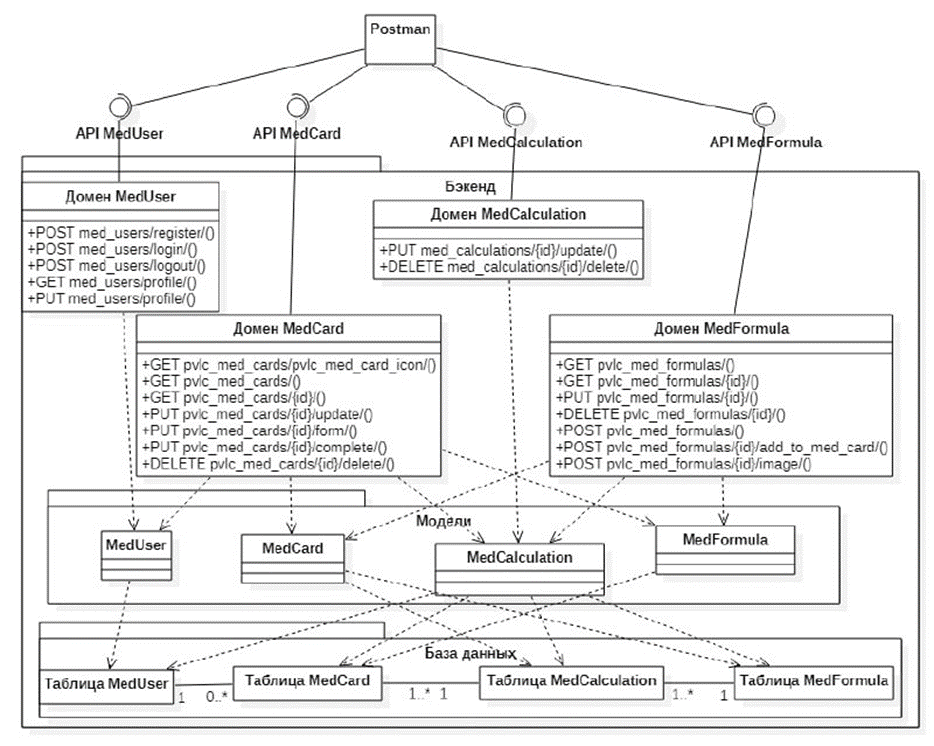 Postman
API MedUser
API MedCard
API MedCalculation
API MedFormula
Бэкенд
Домен MedUser
+POST med_users/register/()
+POST med_users/login/()
+POST med_users/logout/()
+GET med_users/profile/()
+PUT med_users/profile/()
Домен MedCalculation
+PUT med_calculations/{id}/update/()
+DELETE med_calculations/{id}/delete/()
Домен MedCard
+GET pvlc_med_cards/pvlc_med_card_icon/()
+GET pvlc_med_cards/()
+GET pvlc_med_cards/{id}/()
+PUT pvlc_med_cards/{id}/update/()
+PUT pvlc_med_cards/{id}/form/()
+PUT pvlc_med_cards/{id}/complete/()
+DELETE pvlc_med_cards/{id}/delete/()
Домен MedFormula
+GET pvlc_med_formulas/()
+GET pvlc_med_formulas/{id}/()
+PUT pvlc_med_formulas/{id}/()
+DELETE pvlc_med_formulas/{id}/()
+POST pvlc_med_formulas/()
+POST pvlc_med_formulas/{id}/add_to_med_card/()
+POST pvlc_med_formulas/{id}/image/()
Модели
MedUser
MedCard
MedCalculation
MedFormula
База данных
Таблица MedUser
Таблица MedCard
Таблица MedCalculation
Таблица MedFormula
1
0..*
1..*
1
1..*
1